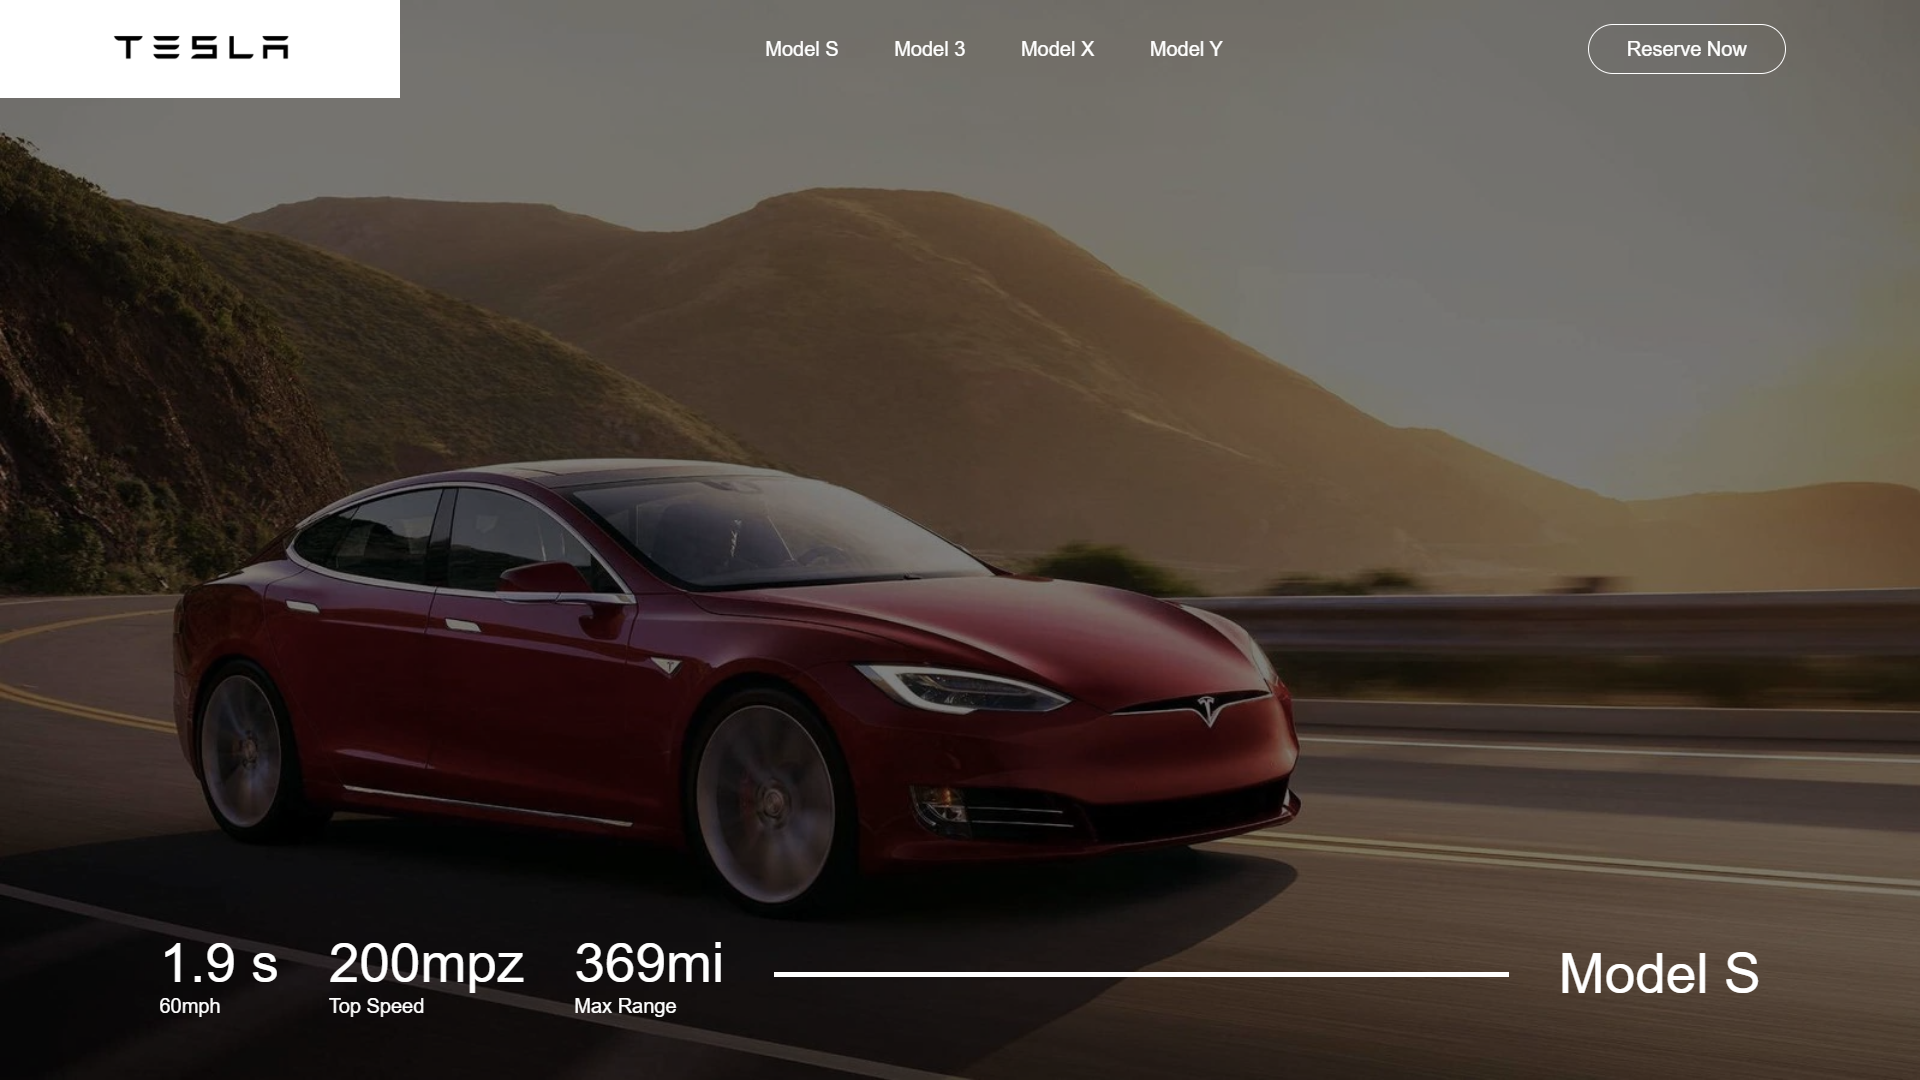 TESLA
Model S
Model 3
Model X
Model Y
Reserve Now
1.9 s
60mph
200mpz
Top Speed
369mi
Max Range
Model S